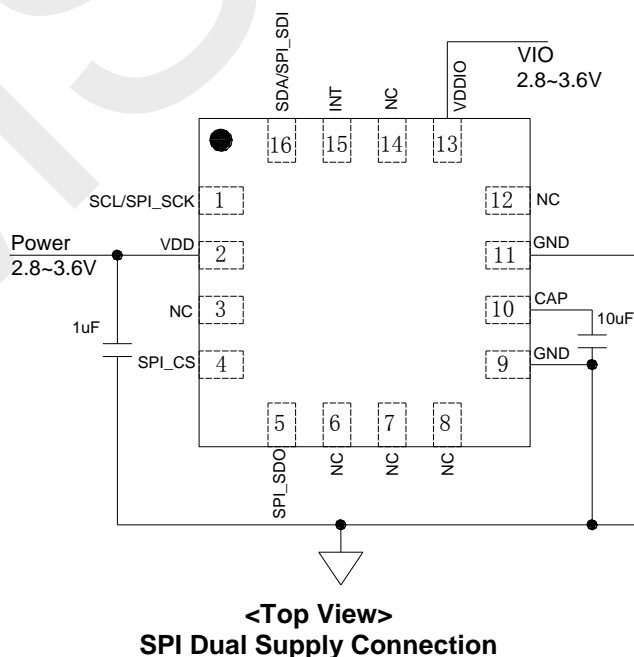 SDA/SPI_SDI
INT
NC
VDDIO
VIO
2.8~3.6V
16
15
14
13
SCL/SPI_SCK
1
12
NC
Power
2.8~3.6V
VDD
2
11
GND
NC
3
10
CAP
10uF
1uF
SPI_CS
4
9
GND
5
6
7
8
SPI_SDO
NC
NC
NC
<Top View>
SPI Dual Supply Connection